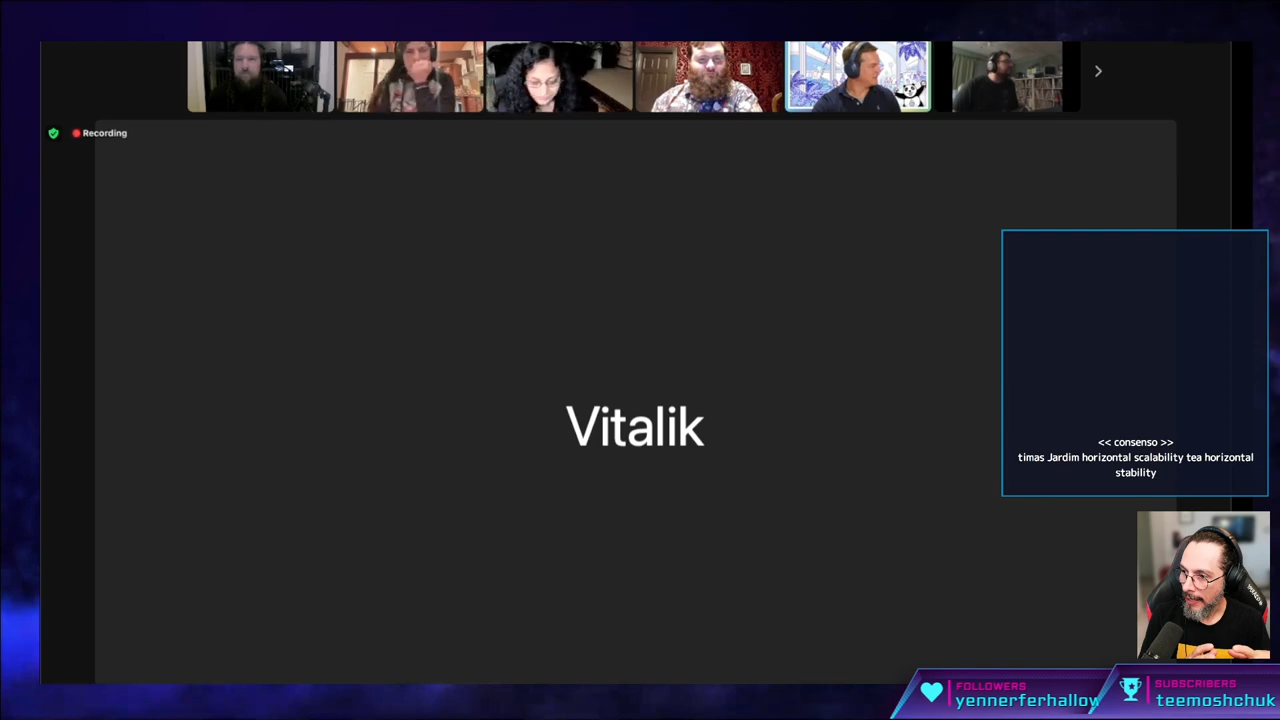 Recording
Vitalik
<< consenso >>
timas Jardim horizontal scalability tea horizontal
stability
FOLLOWERS
yennerferhallow
SUBSCRIBERS
teemoshchuk